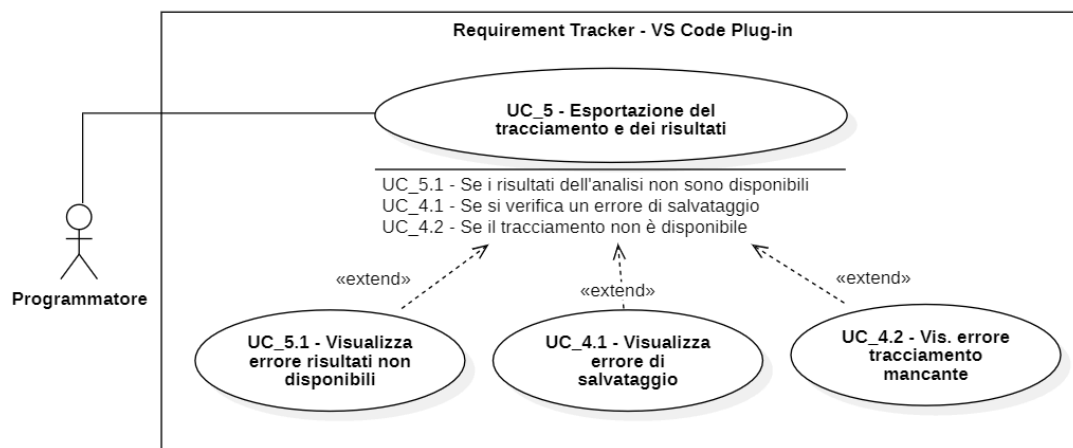 Requirement Tracker - VS Code Plug-in
UC_5 - Esportazione del
tracciamento e dei risultati
UC_5.1 - Se i risultati dell'analisi non sono disponibili
UC_4.1 - Se si verifica un errore di salvataggio
UC_4.2 - Se il tracciamento non è disponibile
Programmatore
«extend»
«extend»
«extend»
UC_5.1 - Visualizza
errore risultati non
disponibili
UC_4.1 - Visualizza
errore di
salvataggio
UC_4.2 - Vis. errore
tracciamento
mancante